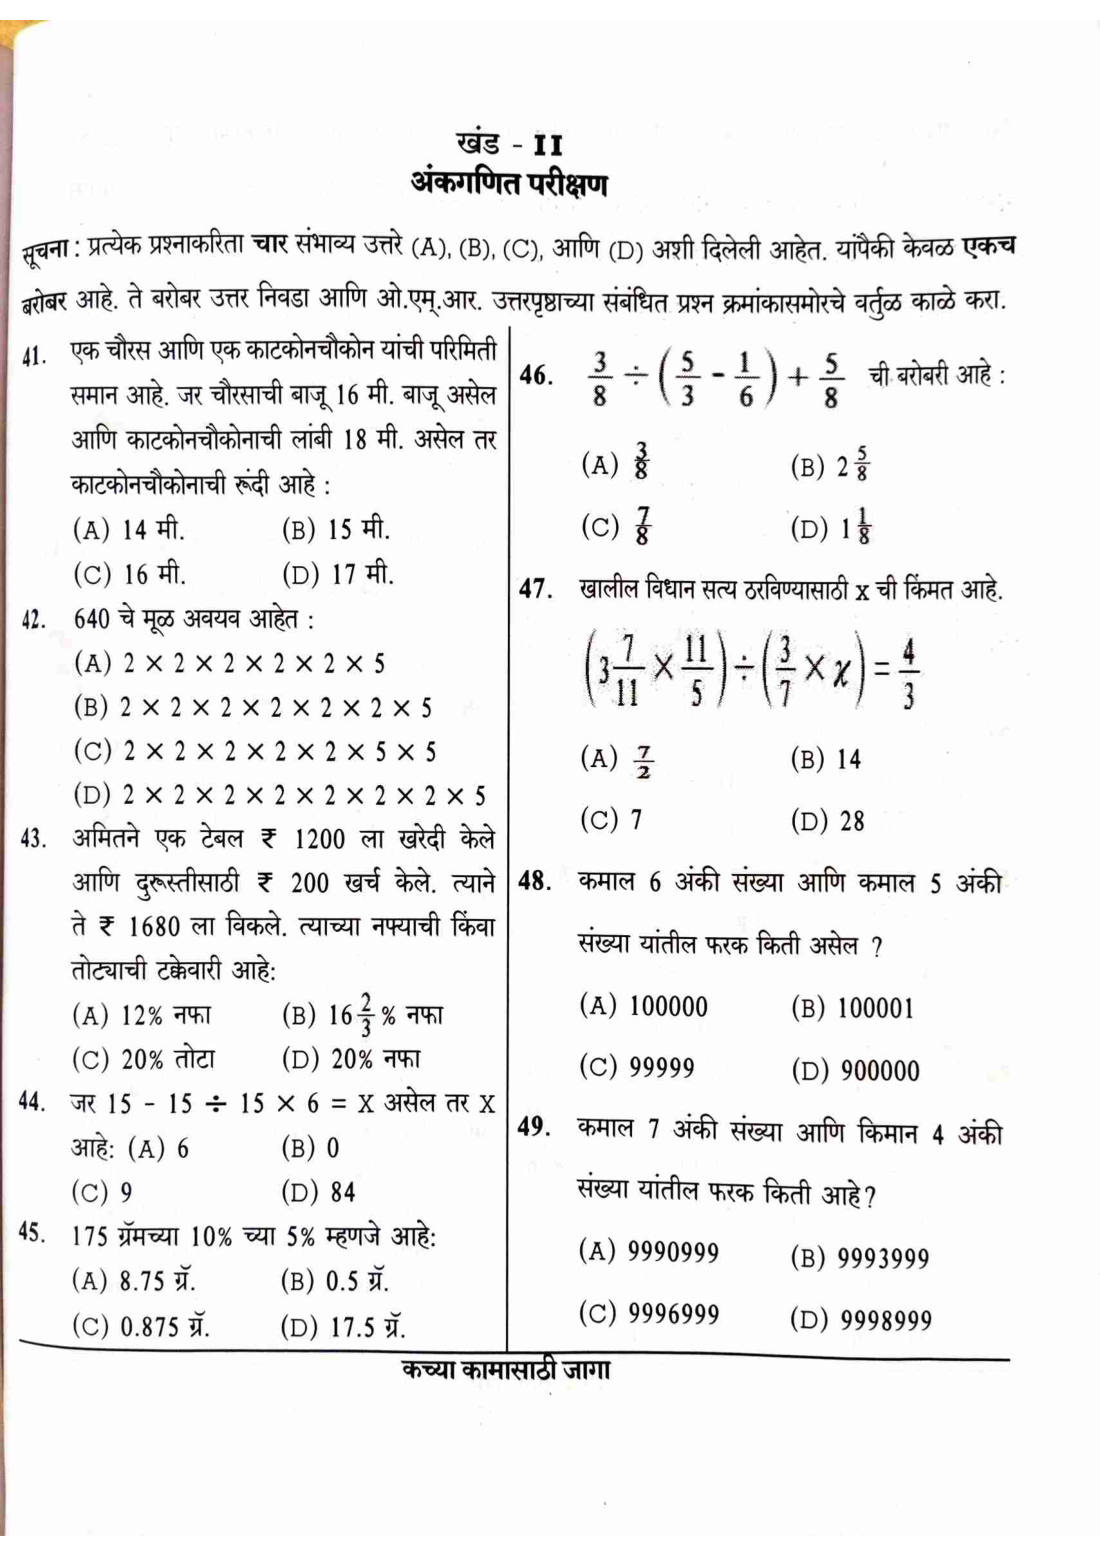 खंड - II
अंकगणित परीक्षण
सूचना : प्रत्येक प्रश्नाकरिता चार संभाव्य उत्तरे (A), (B), (C), आणि (D) अशी दिलेली आहेत. यांपैकी केवळ एकच
बरोबर आहे. ते बरोबर उत्तर निवडा आणि ओ.एम्.आर. उत्तरपृष्ठाच्या संबंधित प्रश्न क्रमांकासमोरचे वर्तुळ काळे करा.
41. एक चौरस आणि एक काटकोनचौकोन यांची परिमिती
समान आहे. जर चौरसाची बाजू 16 मी. बाजू असेल
आणि काटकोनचौकोनाची लांबी 18 मी. असेल तर
काटकोनचौकोनाची रूंदी आहे :
(A) 14 मी. (B) 15 मी.
(C) 16 मी. (D) 17 मी.
42. 640 चे मूळ अवयव आहेत :
(A) 2 × 2 × 2 × 2 × 2 × 5
(B) 2 × 2 × 2 × 2 × 2 × 2 × 5
(C) 2 × 2 × 2 × 2 × 2 × 5 × 5
(D) 2 × 2 × 2 × 2 × 2 × 2 × 2 × 5
43. अमितने एक टेबल ₹ 1200 ला खरेदी केले
आणि दुरूस्तीसाठी ₹ 200 खर्च केले. त्याने
ते ₹ 1680 ला विकले. त्याच्या नफ्याची किंवा
तोट्याची टक्केवारी आहे:
(A) 12% नफा (B) 16 2/3 % नफा
(C) 20% तोटा (D) 20% नफा
44. जर 15 - 15 ÷ 15 × 6 = X असेल तर X
आहे: (A) 6 (B) 0
(C) 9 (D) 84
45. 175 ग्रॅमच्या 10% च्या 5% म्हणजे आहे:
(A) 8.75 ग्रॅ. (B) 0.5 ग्रॅ.
(C) 0.875 ग्रॅ. (D) 17.5 ग्रॅ.
46. 3/8 ÷ (5/3 - 1/6) + 5/8 ची बरोबरी आहे :
(A) 3/8 (B) 2 5/8
(C) 7/8 (D) 1 1/8
47. खालील विधान सत्य ठरविण्यासाठी x ची किंमत आहे.
(3 7/11 × 11/5) ÷ (3/7 × x) = 4/3
(A) 7/2 (B) 14
(C) 7 (D) 28
48. कमाल 6 अंकी संख्या आणि कमाल 5 अंकी
संख्या यांतील फरक किती असेल ?
(A) 100000 (B) 100001
(C) 99999 (D) 900000
49. कमाल 7 अंकी संख्या आणि किमान 4 अंकी
संख्या यांतील फरक किती आहे?
(A) 9990999 (B) 9993999
(C) 9996999 (D) 9998999
कच्च्या कामासाठी जागा